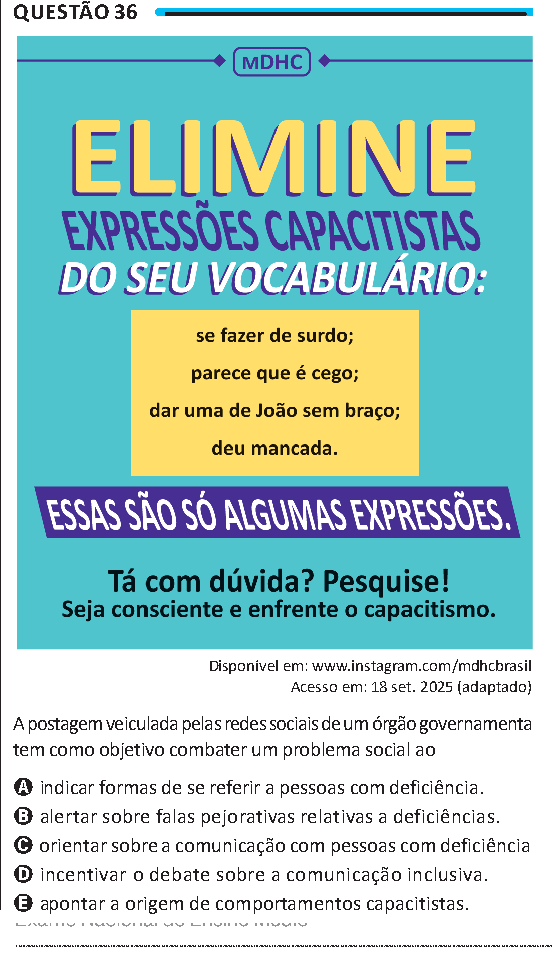 QUESTÃO 36
MDHC
ELIMINE
EXPRESSÕES CAPACITISTAS
DO SEU VOCABULÁRIO:
se fazer de surdo;
parece que é cego;
dar uma de João sem braço;
deu mancada.
ESSAS SÃO SÓ ALGUMAS EXPRESSÕES.
Tá com dúvida? Pesquise!
Seja consciente e enfrente o capacitismo.
Disponível em: www.instagram.com/mdhcbrasil
Acesso em: 18 set. 2025 (adaptado)
A postagem veiculada pelas redes sociais de um órgão governamenta
tem como objetivo combater um problema social ao
A indicar formas de se referir a pessoas com deficiência.
B alertar sobre falas pejorativas relativas a deficiências.
C orientar sobre a comunicação com pessoas com deficiência
D incentivar o debate sobre a comunicação inclusiva.
E apontar a origem de comportamentos capacitistas.